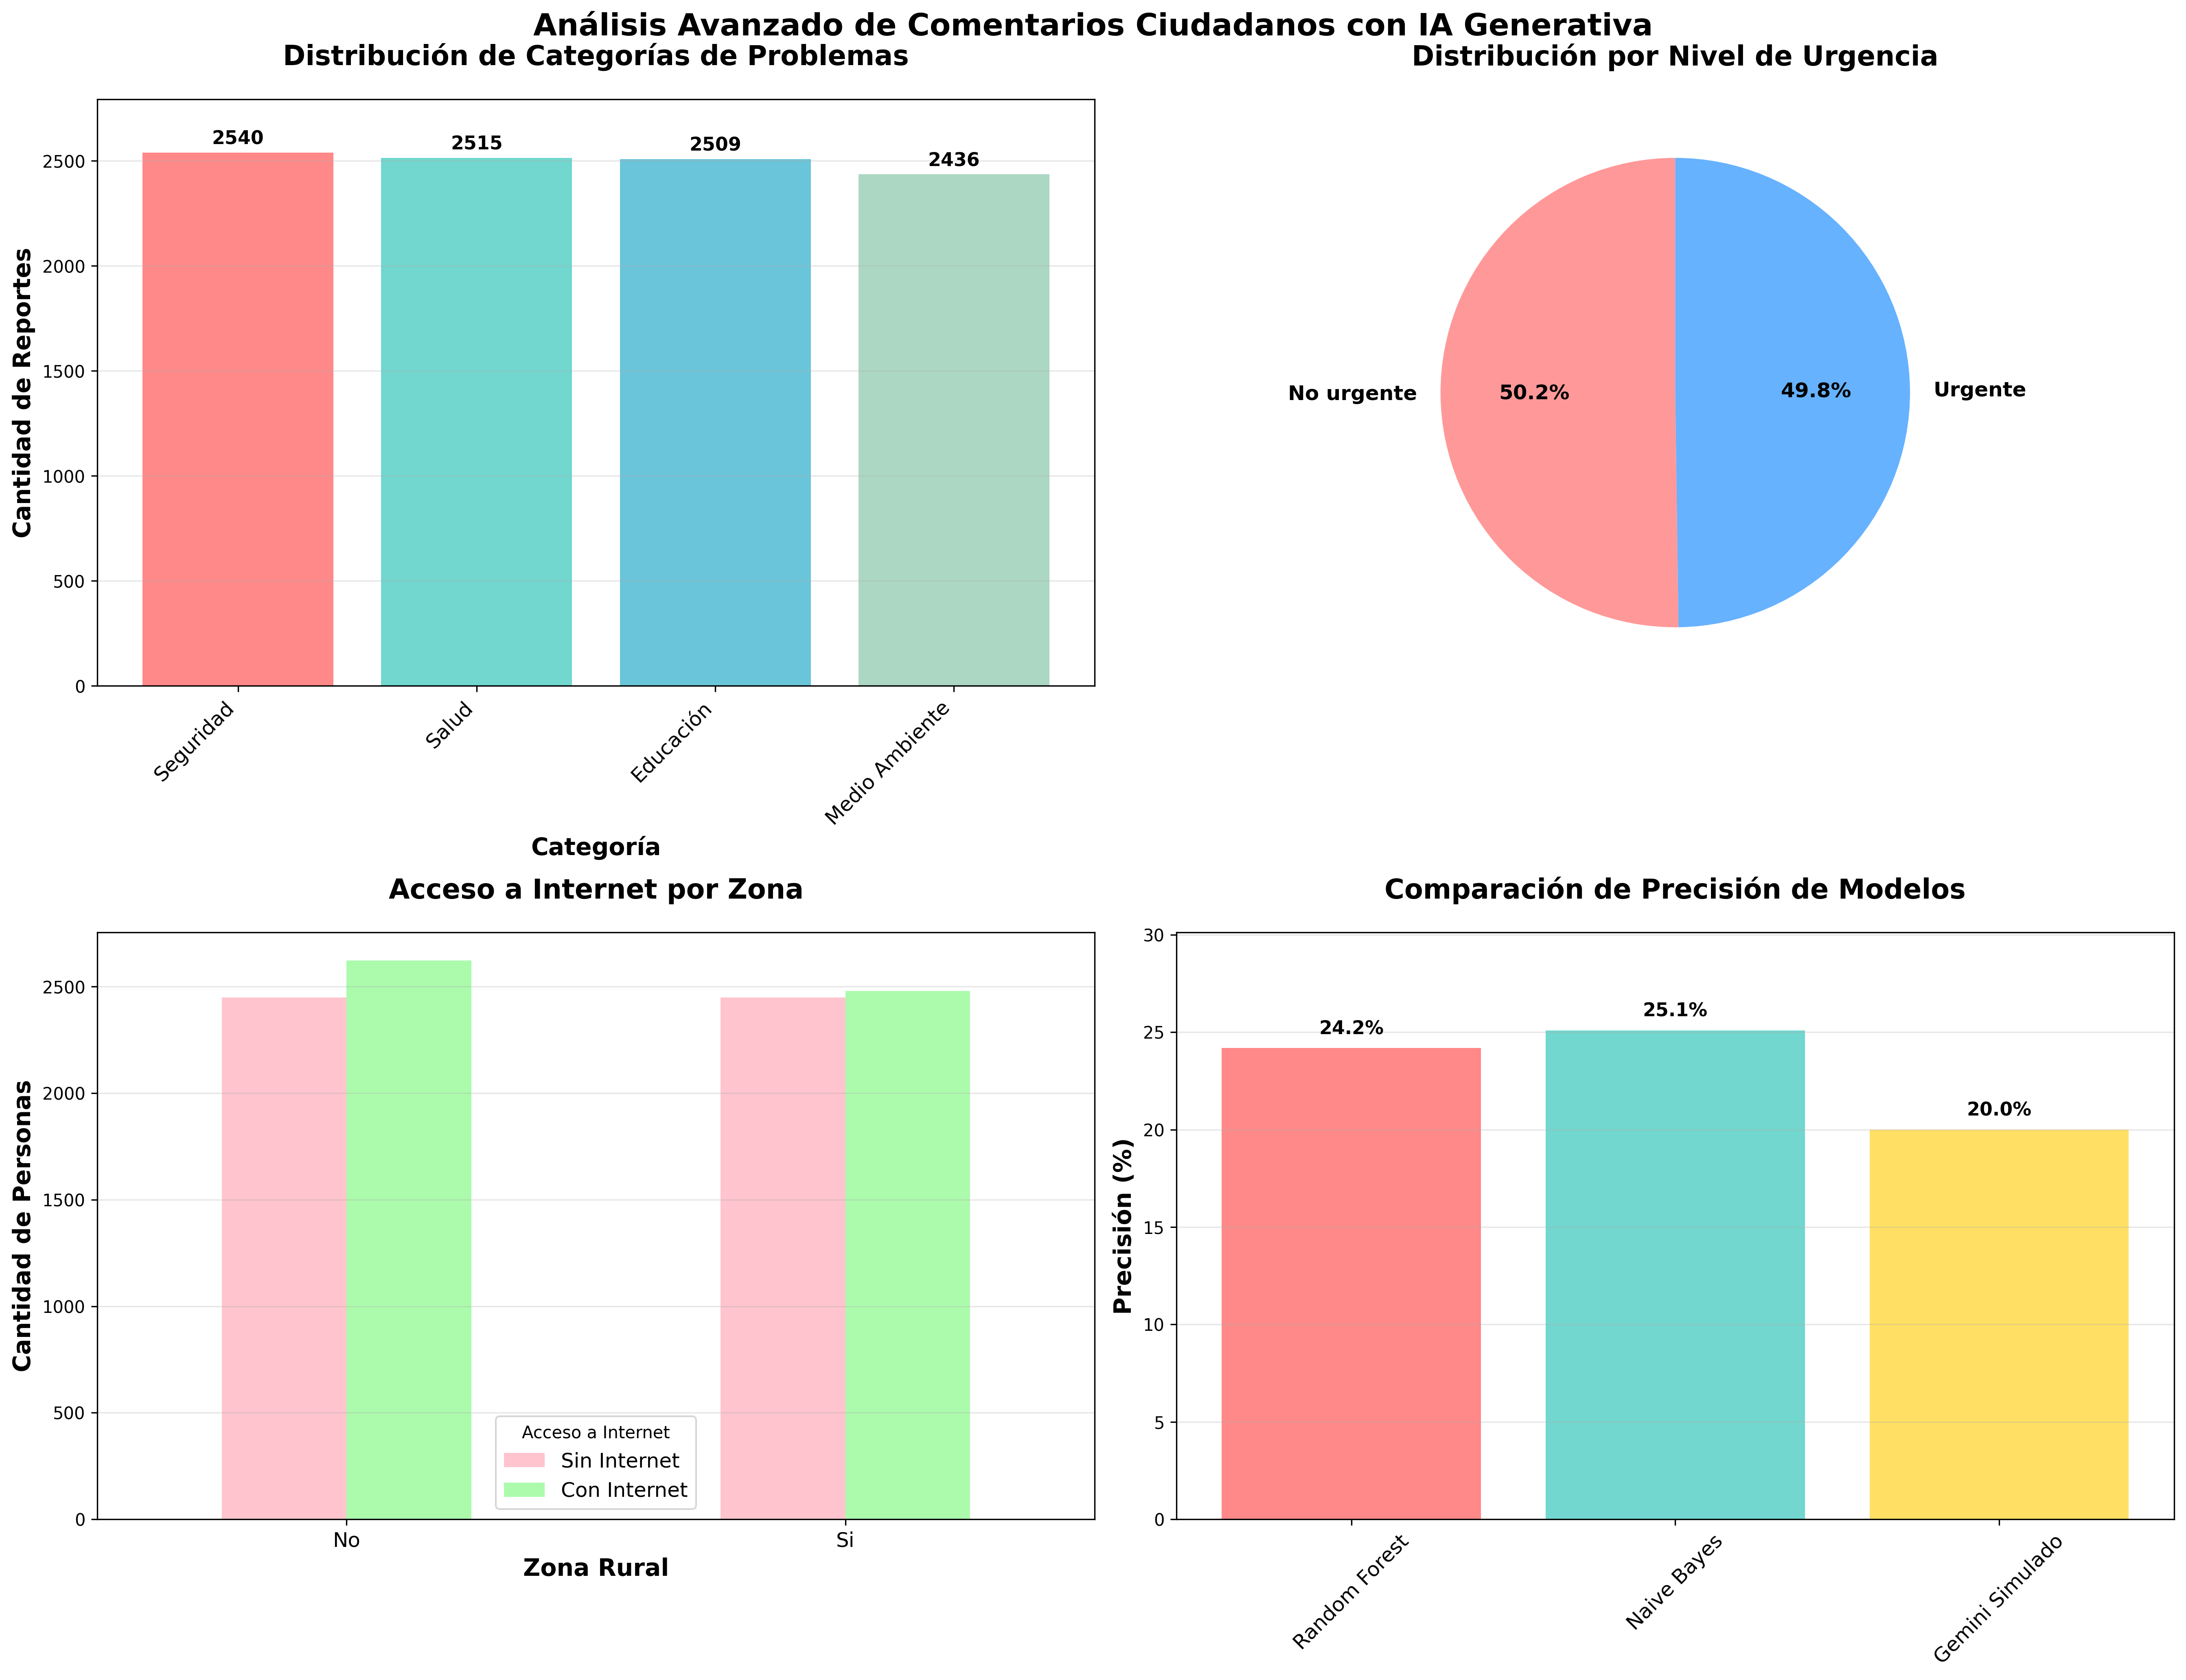 Análisis Avanzado de Comentarios Ciudadanos con IA Generativa
Distribución de Categorías de Problemas
2540
2515
2509
2436
2500
2000
1500
1000
500
0
Cantidad de Reportes
Seguridad
Salud
Educación
Medio Ambiente
Categoría
Distribución por Nivel de Urgencia
No urgente
50.2%
49.8%
Urgente
Acceso a Internet por Zona
2500
2000
1500
1000
500
0
Cantidad de Personas
Acceso a Internet
Sin Internet
Con Internet
No
Si
Zona Rural
Comparación de Precisión de Modelos
30
25
20
15
10
5
0
Precisión (%)
24.2%
25.1%
20.0%
Random Forest
Naive Bayes
Gemini Simulado